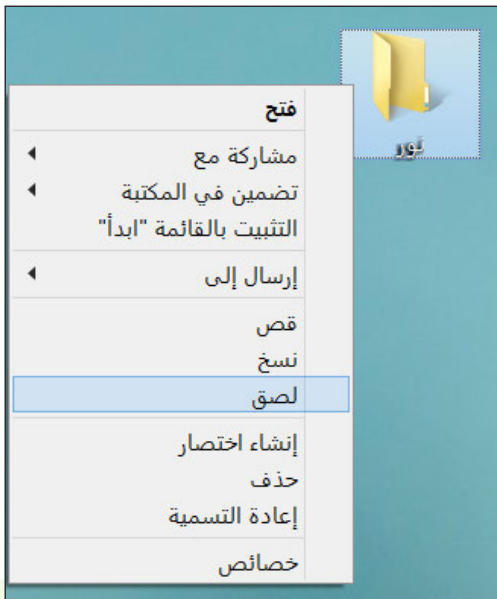 نور
فتح
مشاركة مع
تضمين في المكتبة
التثبيت بالقائمة "ابدأ"
إرسال إلى
قص
نسخ
لصق
إنشاء اختصار
حذف
إعادة التسمية
خصائص